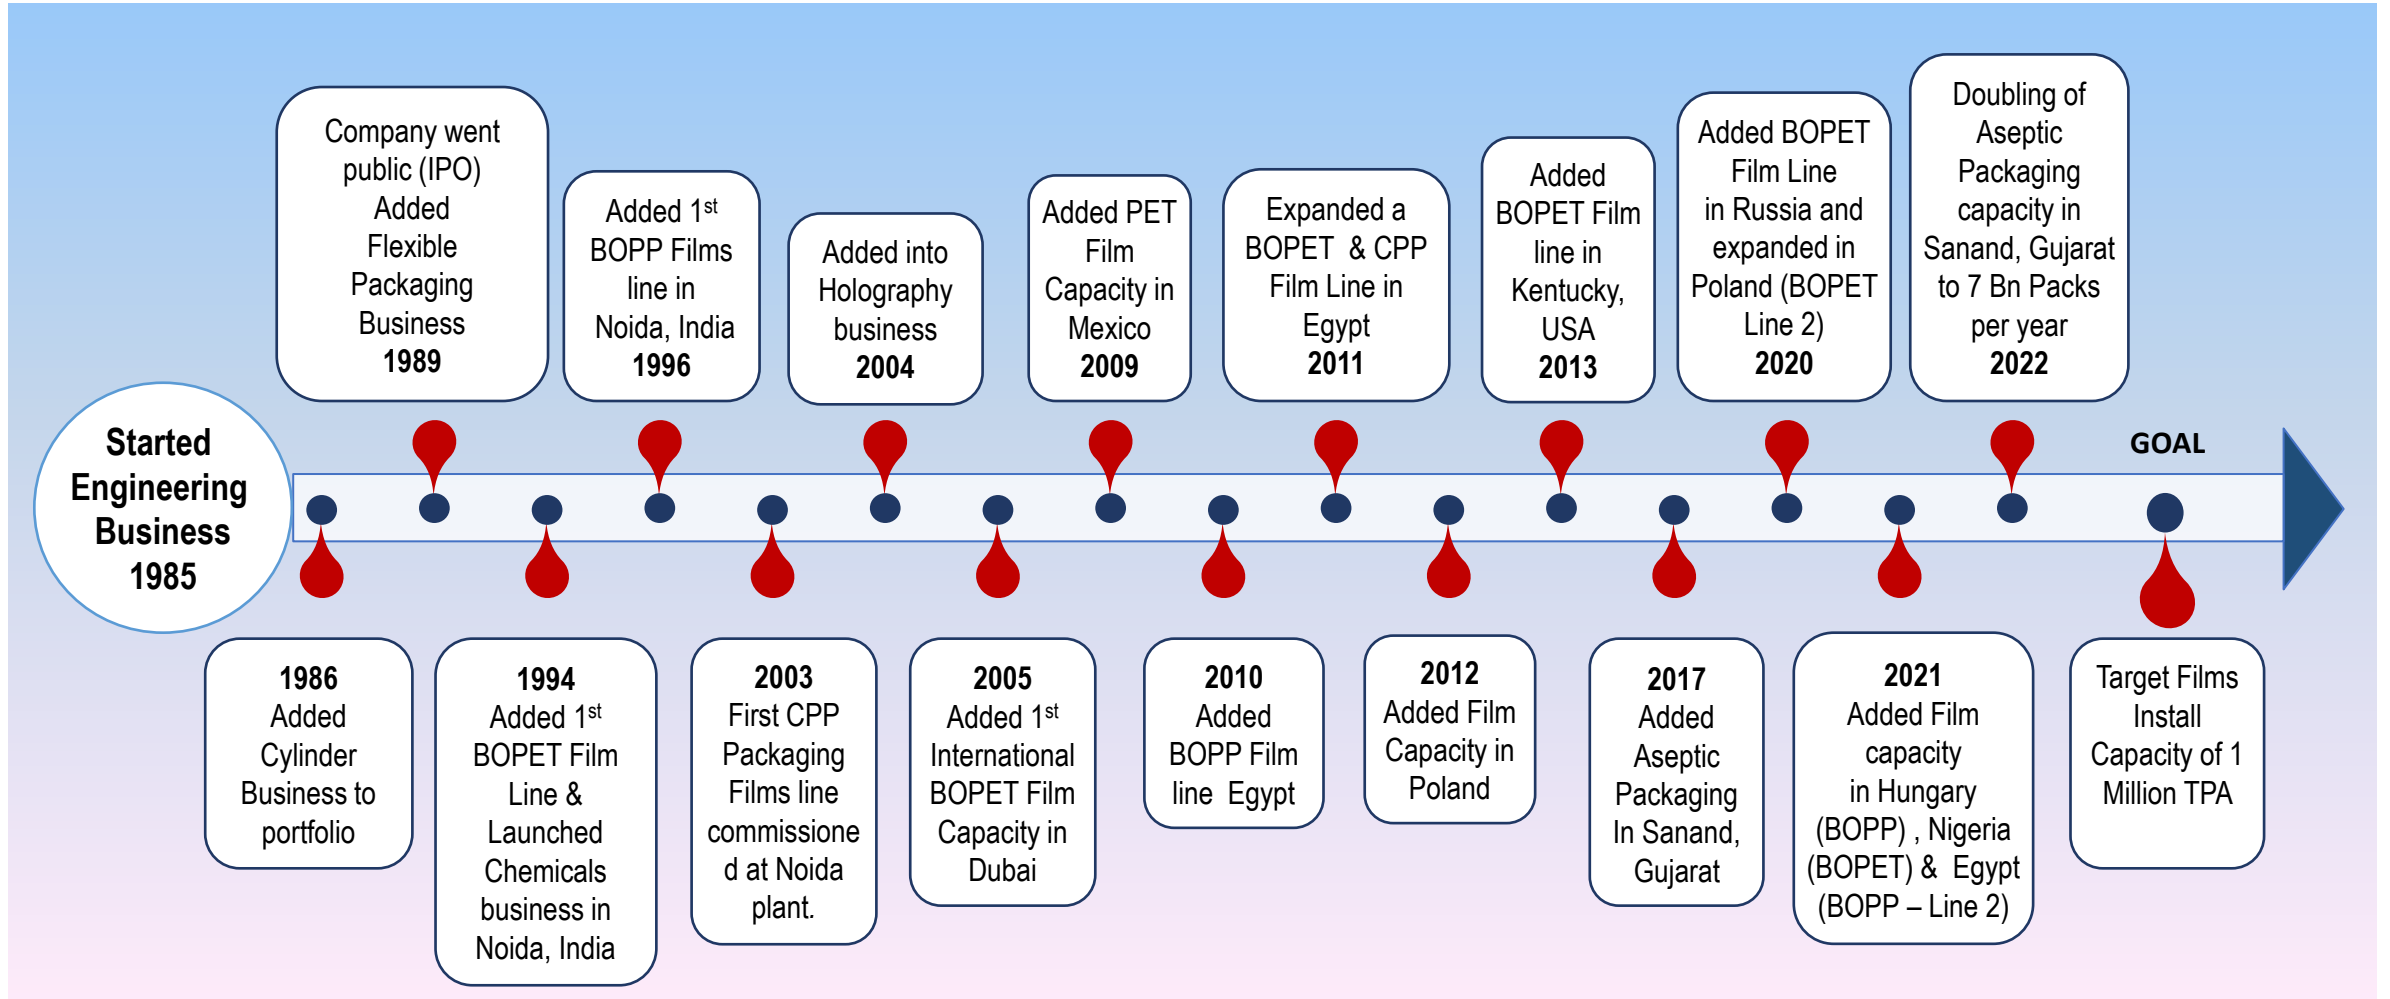 Started
Engineering
Business
1985
1986
Added
Cylinder
Business to
portfolio
Company went
public (IPO)
Added
Flexible
Packaging
Business
1989
1994
Added 1st
BOPET Film
Line &
Launched
Chemicals
business in
Noida, India
Added 1st
BOPP Films
line in
Noida, India
1996
2003
First CPP
Packaging
Films line
commissione
d at Noida
plant.
Added into
Holography
business
2004
2005
Added 1st
International
BOPET Film
Capacity in
Dubai
Added PET
Film
Capacity in
Mexico
2009
2010
Added
BOPP Film
line Egypt
Expanded a
BOPET & CPP
Film Line in
Egypt
2011
2012
Added Film
Capacity in
Poland
Added
BOPET Film
line in
Kentucky,
USA
2013
2017
Added
Aseptic
Packaging
In Sanand,
Gujarat
Added BOPET
Film Line
in Russia and
expanded in
Poland (BOPET
Line 2)
2020
2021
Added Film
capacity
in Hungary
(BOPP) , Nigeria
(BOPET) & Egypt
(BOPP – Line 2)
Doubling of
Aseptic
Packaging
capacity in
Sanand, Gujarat
to 7 Bn Packs
per year
2022
GOAL
Target Films
Install
Capacity of 1
Million TPA